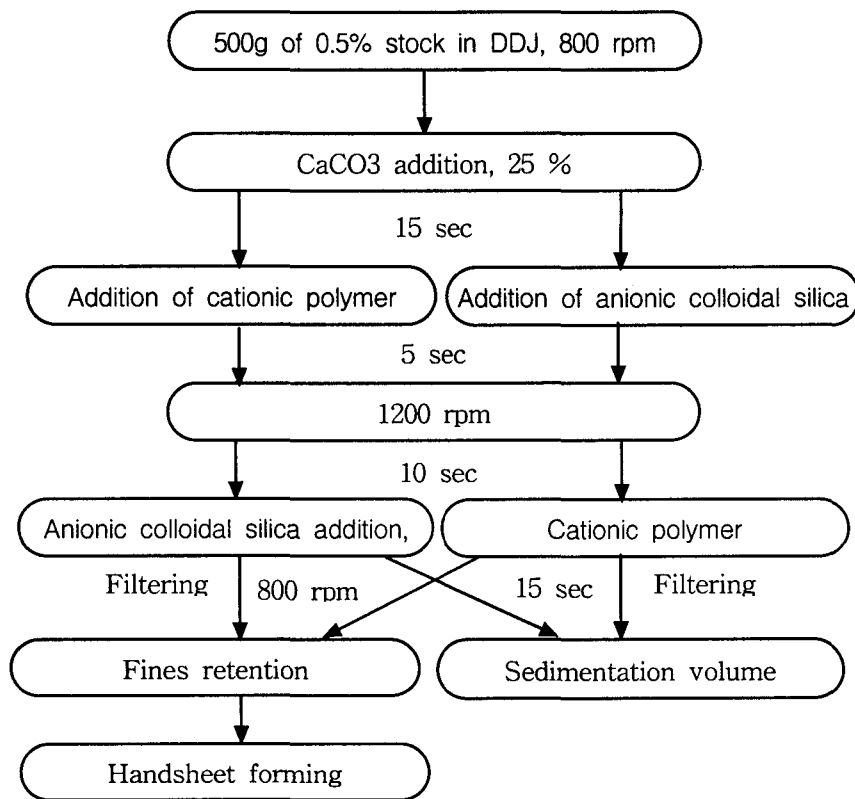 500g of 0.5% stock in DDJ, 800 rpm
CaCO3 addition, 25 %
15 sec
Addition of cationic polymer
Addition of anionic colloidal silica
5 sec
1200 rpm
10 sec
Anionic colloidal silica addition,
Cationic polymer
Filtering
800 rpm
15 sec
Filtering
Fines retention
Sedimentation volume
Handsheet forming